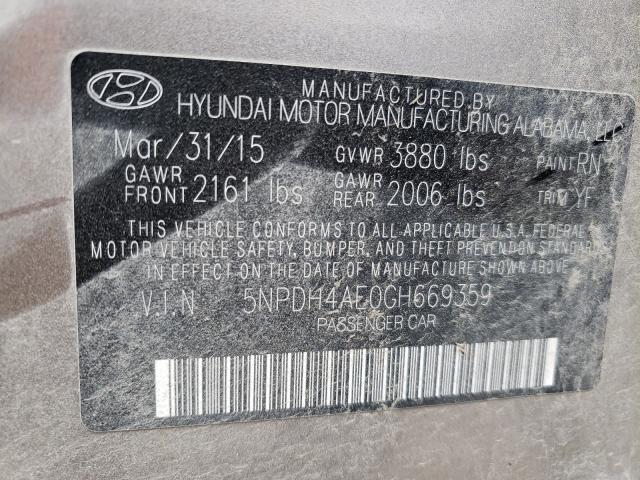 MANUFACTURED BY
HYUNDAI MOTOR MANUFACTURING ALABAMA, LLC
Mar/31/15 GVWR 3880 lbs PAINT RN
GAWR FRONT 2161 lbs GAWR REAR 2006 lbs TRIM YF
THIS VEHICLE CONFORMS TO ALL APPLICABLE U.S.A. FEDERAL
MOTOR VEHICLE SAFETY, BUMPER, AND THEFT PREVENTION STANDARDS
IN EFFECT ON THE DATE OF MANUFACTURE SHOWN ABOVE.
V.I.N 5NPDH4AE0GH669359
PASSENGER CAR